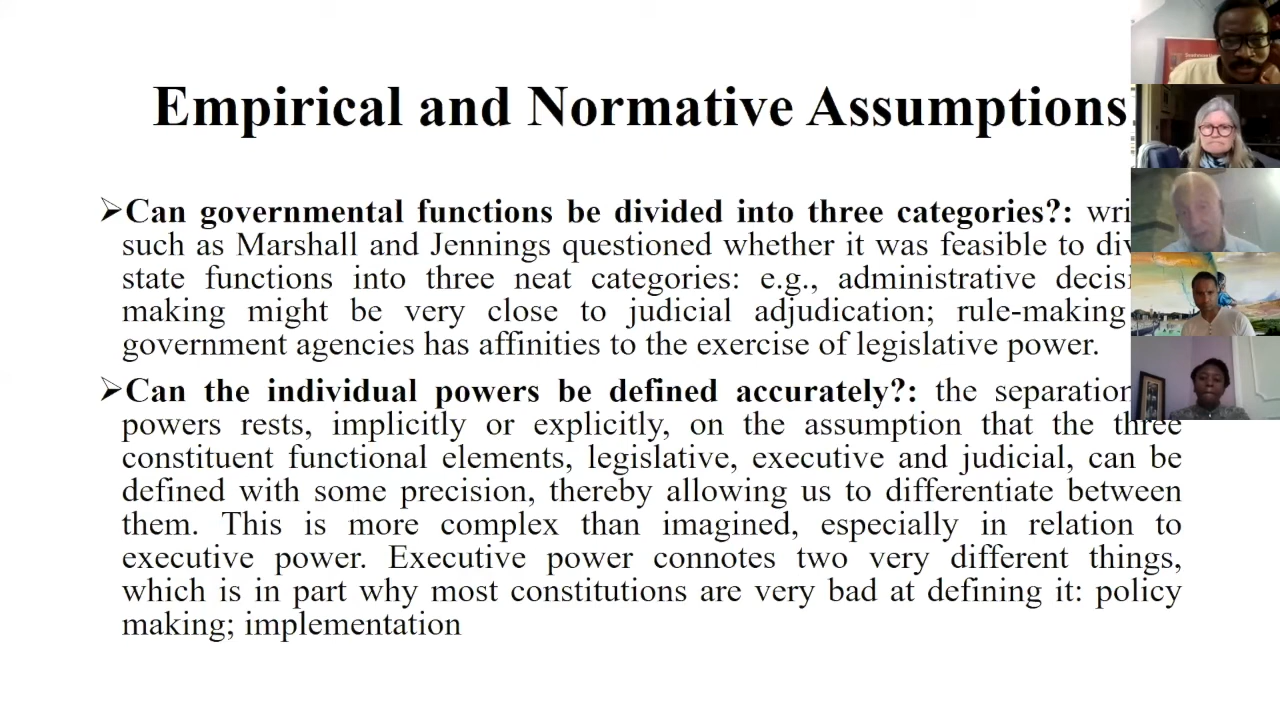 Empirical and Normative Assumptions
➢Can governmental functions be divided into three categories?:
such as Marshall and Jennings questioned whether it was feasible to
state functions into three neat categories: e.g., administrative
making might be very close to judicial adjudication; rule-making
government agencies has affinities to the exercise of legislative power.
➢Can the individual powers be defined accurately?: the separation
powers rests, implicitly or explicitly, on the assumption that the three
constituent functional elements, legislative, executive and judicial, can be
defined with some precision, thereby allowing us to differentiate between
them. This is more complex than imagined, especially in relation to
executive power. Executive power connotes two very different things,
which is in part why most constitutions are very bad at defining it: policy
making; implementation